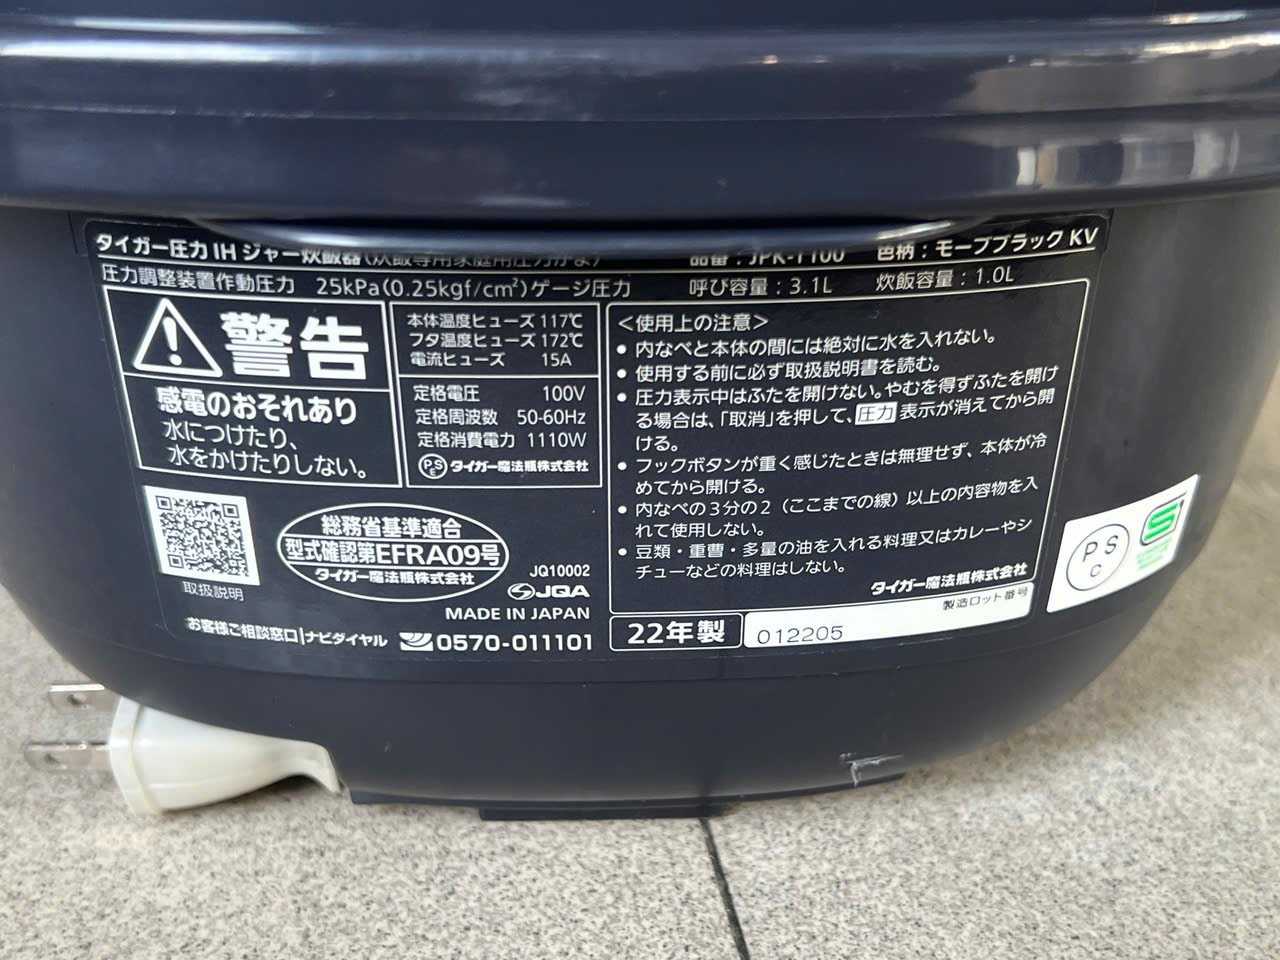 タイガー圧力IHジャー炊飯器(炊飯専用家庭用圧力がま) 品番：JPK-T100 色柄：モーブブラックKV
圧力調整装置作動圧力 25kPa(0.25kgf/cm²)ゲージ圧力 呼び容量：3.1L 炊飯容量：1.0L
警告
感電のおそれあり
水につけたり、
水をかけたりしない。
本体温度ヒューズ 117℃
フタ温度ヒューズ 172℃
電流ヒューズ 15A
定格電圧 100V
定格周波数 50-60Hz
定格消費電力 1110W
PSE タイガー魔法瓶株式会社
<使用上の注意>
• 内なべと本体の間には絶対に水を入れない。
• 使用する前に必ず取扱説明書を読む。
• 圧力表示中はふたを開けない。やむを得ずふたを開け
る場合は、「取消」を押して、圧力表示が消えてから開
ける。
• フックボタンが重く感じたときは無理せず、本体が冷
めてから開ける。
• 内なべの3分の2（ここまでの線）以上の内容物を入
れて使用しない。
• 豆類・重曹・多量の油を入れる料理又はカレーやシ
チューなどの料理はしない。
タイガー魔法瓶株式会社
取扱説明
総務省基準適合
型式確認第EFRA09号
タイガー魔法瓶株式会社
JQ10002
JQA
MADE IN JAPAN
お客様ご相談窓口|ナビダイヤル 0570-011101
22年製
012205
製造ロット番号
PSC
S